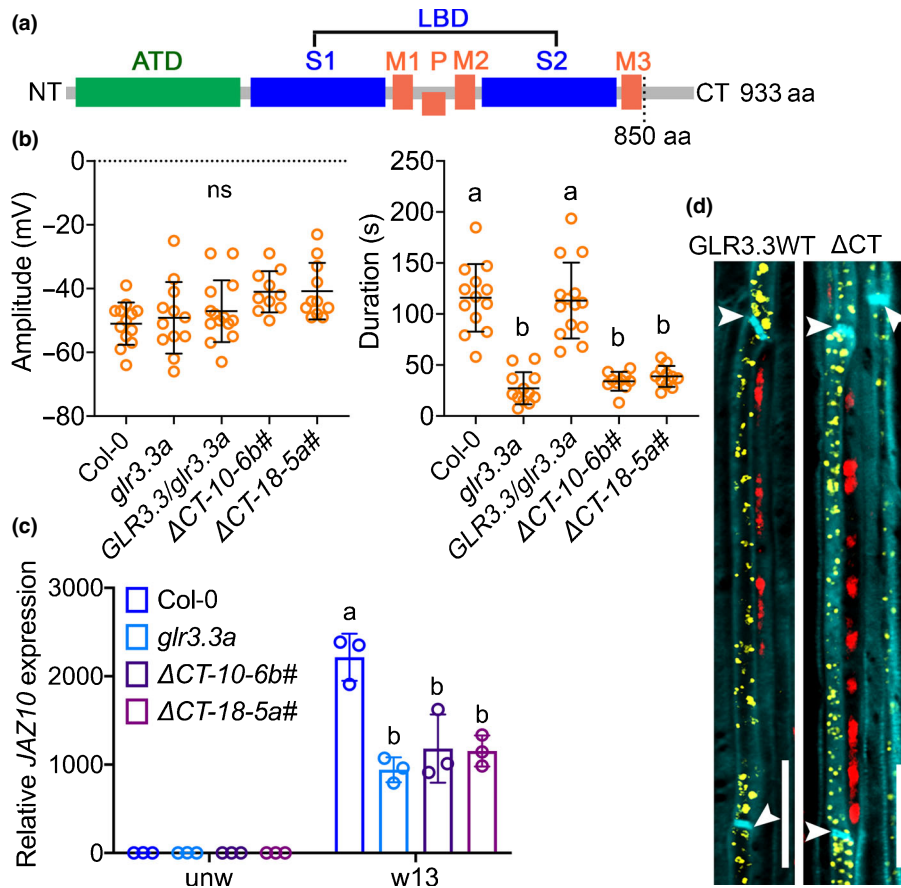 (a)
LBD
ATD S1 M1 P M2 S2 M3
NT CT 933 aa
850 aa
(b)
Amplitude (mV)
0
−20
−40
−60
−80
ns
Col-0
glr3.3a
GLR3.3/glr3.3a
ΔCT-10-6b#
ΔCT-18-5a#
Duration (s)
250
200
150
100
50
0
a
b
a
b
b
Col-0
glr3.3a
GLR3.3/glr3.3a
ΔCT-10-6b#
ΔCT-18-5a#
(c)
Relative JAZ10 expression
3000
2000
1000
0
Col-0
glr3.3a
ΔCT-10-6b#
ΔCT-18-5a#
a
b
b
b
unw w13
(d)
GLR3.3WT ΔCT